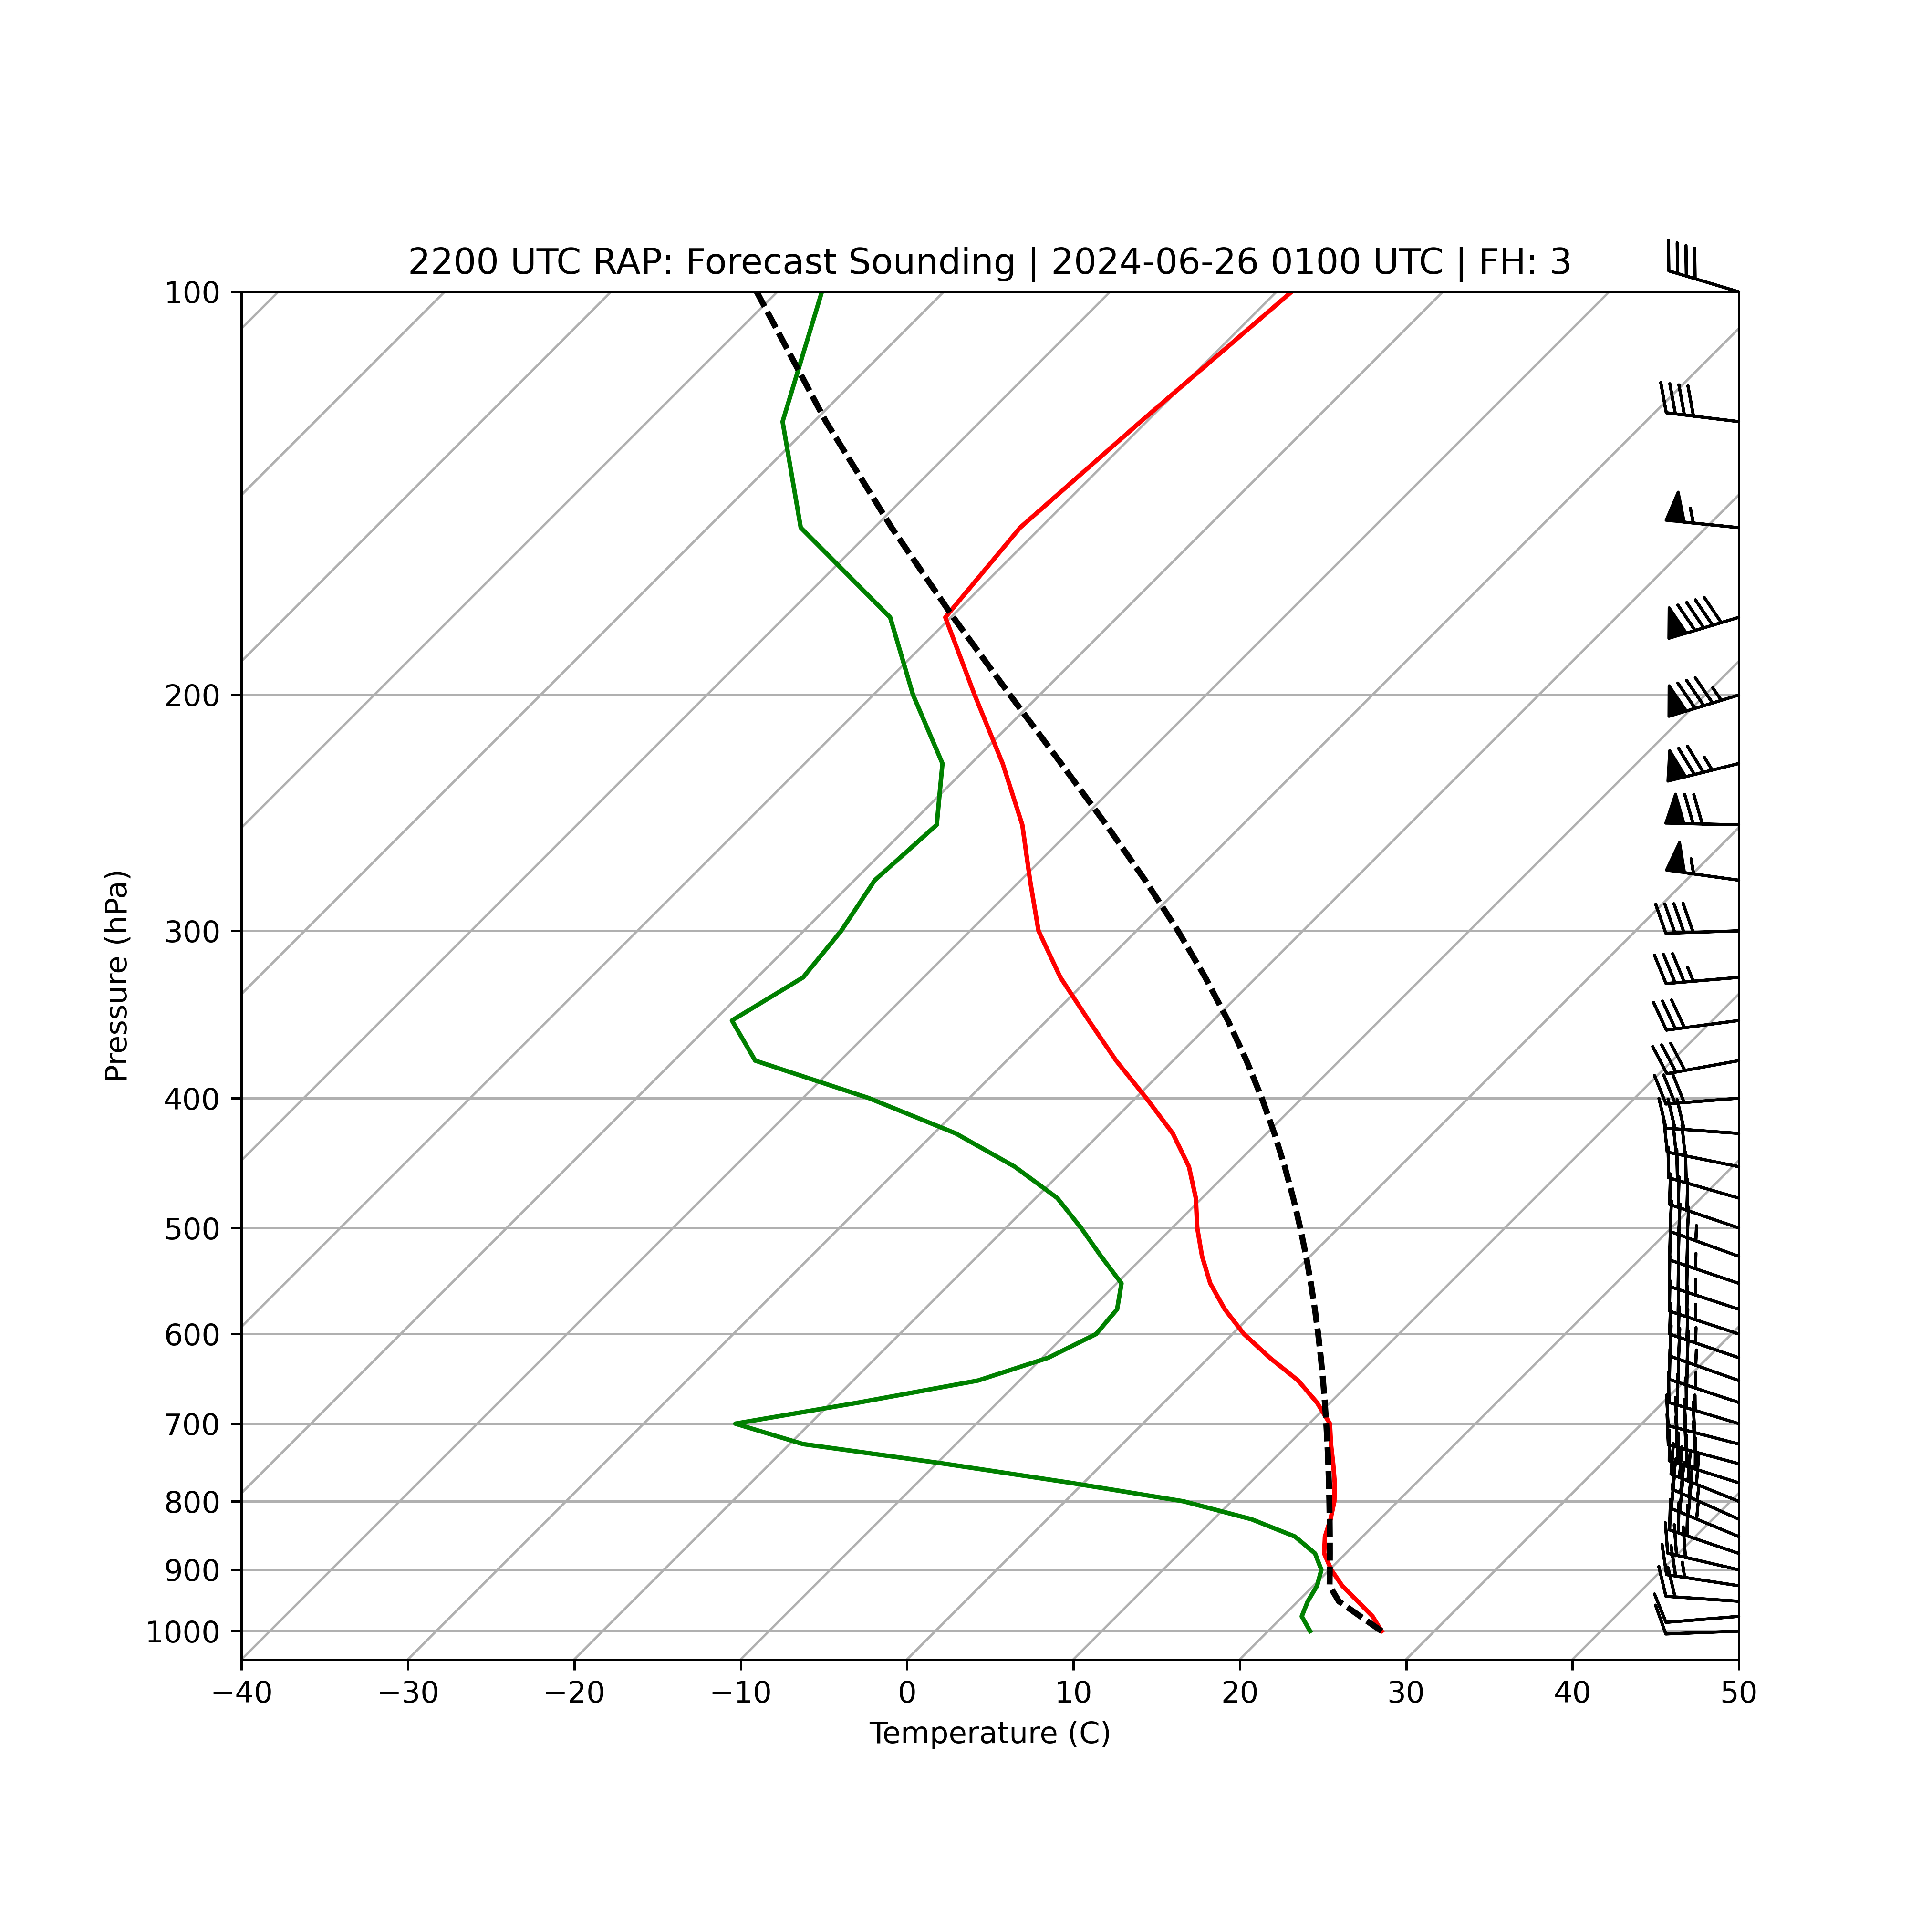 2200 UTC RAP: Forecast Sounding | 2024-06-26 0100 UTC | FH: 3
100
200
300
400
500
600
700
800
900
1000
Pressure (hPa)
−40 −30 −20 −10 0 10 20 30 40 50
Temperature (C)